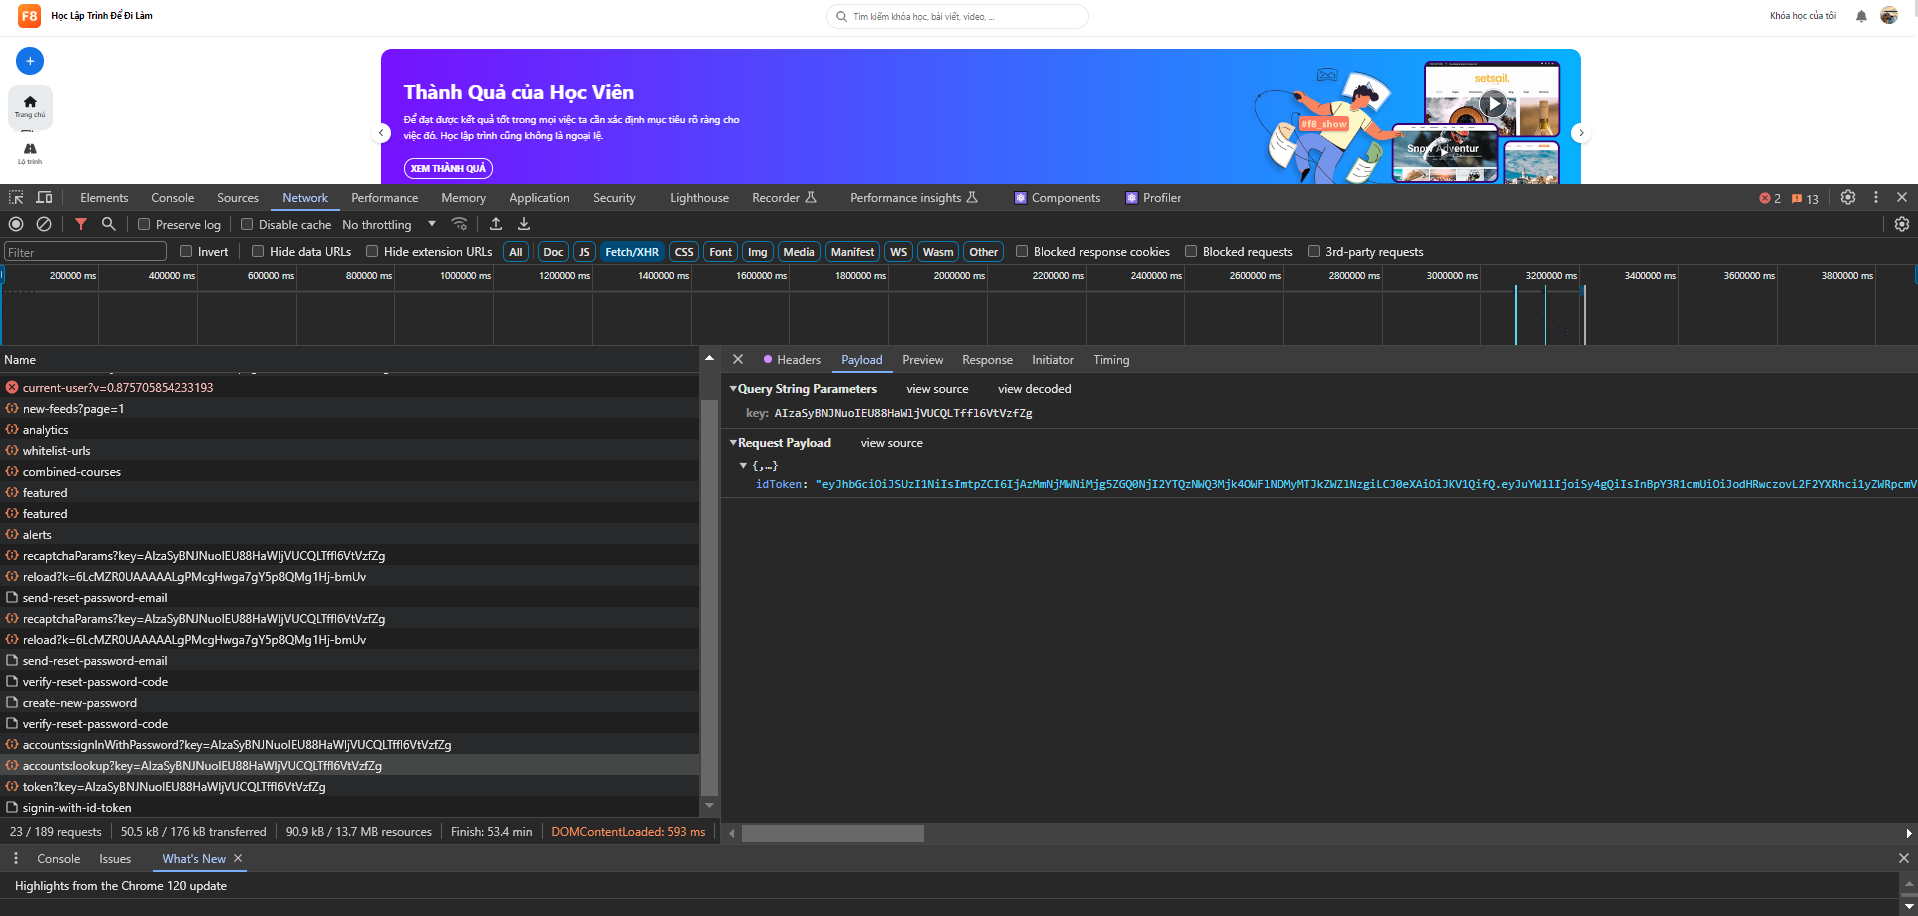 F8 Học Lập Trình Để Đi Làm
Tìm kiếm khóa học, bài viết, video, ...
Khóa học của tôi
Trang chủ
Lộ trình
Thành Quả của Học Viên
Để đạt được kết quả tốt trong mọi việc ta cần xác định mục tiêu rõ ràng cho
việc đó. Học lập trình cũng không là ngoại lệ.
XEM THÀNH QUẢ
#f8_show
setsail.
Snow Adventur
Elements Console Sources Network Performance Memory Application Security Lighthouse Recorder Performance insights Components Profiler 2 13
Preserve log Disable cache No throttling
Filter Invert Hide data URLs Hide extension URLs All Doc JS Fetch/XHR CSS Font Img Media Manifest WS Wasm Other Blocked response cookies Blocked requests 3rd-party requests
200000 ms 400000 ms 600000 ms 800000 ms 1000000 ms 1200000 ms 1400000 ms 1600000 ms 1800000 ms 2000000 ms 2200000 ms 2400000 ms 2600000 ms 2800000 ms 3000000 ms 3200000 ms 3400000 ms 3600000 ms 3800000 ms
Name
current-user?v=0.875705854233193
new-feeds?page=1
analytics
whitelist-urls
combined-courses
featured
featured
alerts
recaptchaParams?key=AIzaSyBNJNuoIEU88HaWljVUCQLTffl6VtVzfZg
reload?k=6LcMZR0UAAAAALgPMcgHwga7gY5p8QMg1Hj-bmUv
send-reset-password-email
recaptchaParams?key=AIzaSyBNJNuoIEU88HaWljVUCQLTffl6VtVzfZg
reload?k=6LcMZR0UAAAAALgPMcgHwga7gY5p8QMg1Hj-bmUv
send-reset-password-email
verify-reset-password-code
create-new-password
verify-reset-password-code
accounts:signInWithPassword?key=AIzaSyBNJNuoIEU88HaWljVUCQLTffl6VtVzfZg
accounts:lookup?key=AIzaSyBNJNuoIEU88HaWljVUCQLTffl6VtVzfZg
token?key=AIzaSyBNJNuoIEU88HaWljVUCQLTffl6VtVzfZg
signin-with-id-token
23 / 189 requests 50.5 kB / 176 kB transferred 90.9 kB / 13.7 MB resources Finish: 53.4 min DOMContentLoaded: 593 ms
Headers Payload Preview Response Initiator Timing
Query String Parameters view source view decoded
key: AIzaSyBNJNuoIEU88HaWljVUCQLTffl6VtVzfZg
Request Payload view source
{,…}
idToken: "eyJhbGciOiJSUzI1NiIsImtpZCI6IjAzMmNjMWNiMjg5ZGQ0NjI2YTQzNWQ3Mjk4OWFlNDMyMTJkZWZlNzgiLCJ0eXAiOiJKV1QifQ.eyJuYW1lIjoiSy4gQiIsInBpY3R1cmUiOiJodHRwczovL2F2YXRhci1yZWRpcmV
Console Issues What's New
Highlights from the Chrome 120 update